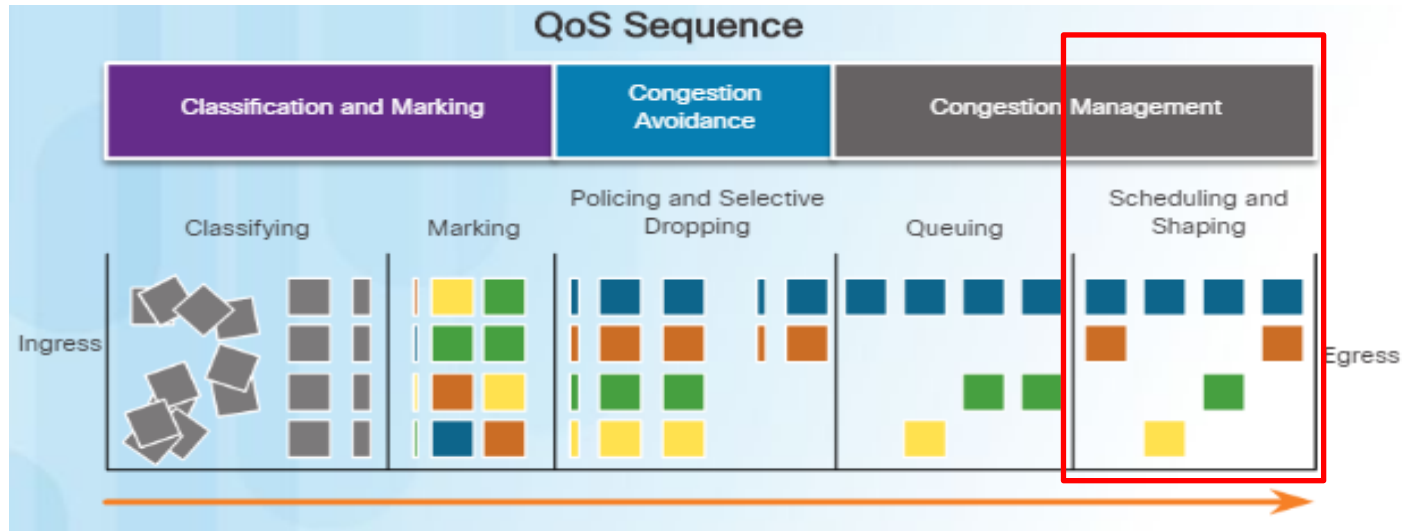 QoS Sequence
Classification and Marking
Congestion
Avoidance
Congestion Management
Classifying
Marking
Policing and Selective
Dropping
Queuing
Scheduling and
Shaping
Ingress
Egress